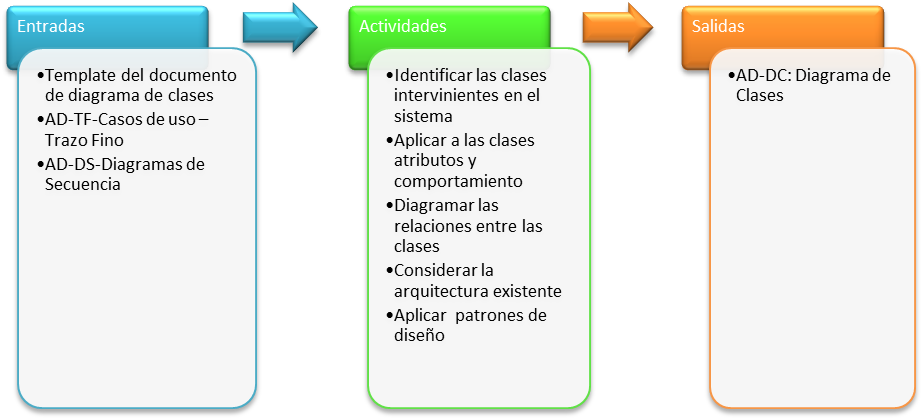 Entradas
•Template del documento
de diagrama de clases
•AD-TF-Casos de uso –
Trazo Fino
•AD-DS-Diagramas de
Secuencia
Actividades
•Identificar las clases
intervinientes en el
sistema
•Aplicar a las clases
atributos y
comportamiento
•Diagramar las
relaciones entre las
clases
•Considerar la
arquitectura existente
•Aplicar patrones de
diseño
Salidas
•AD-DC: Diagrama de
Clases